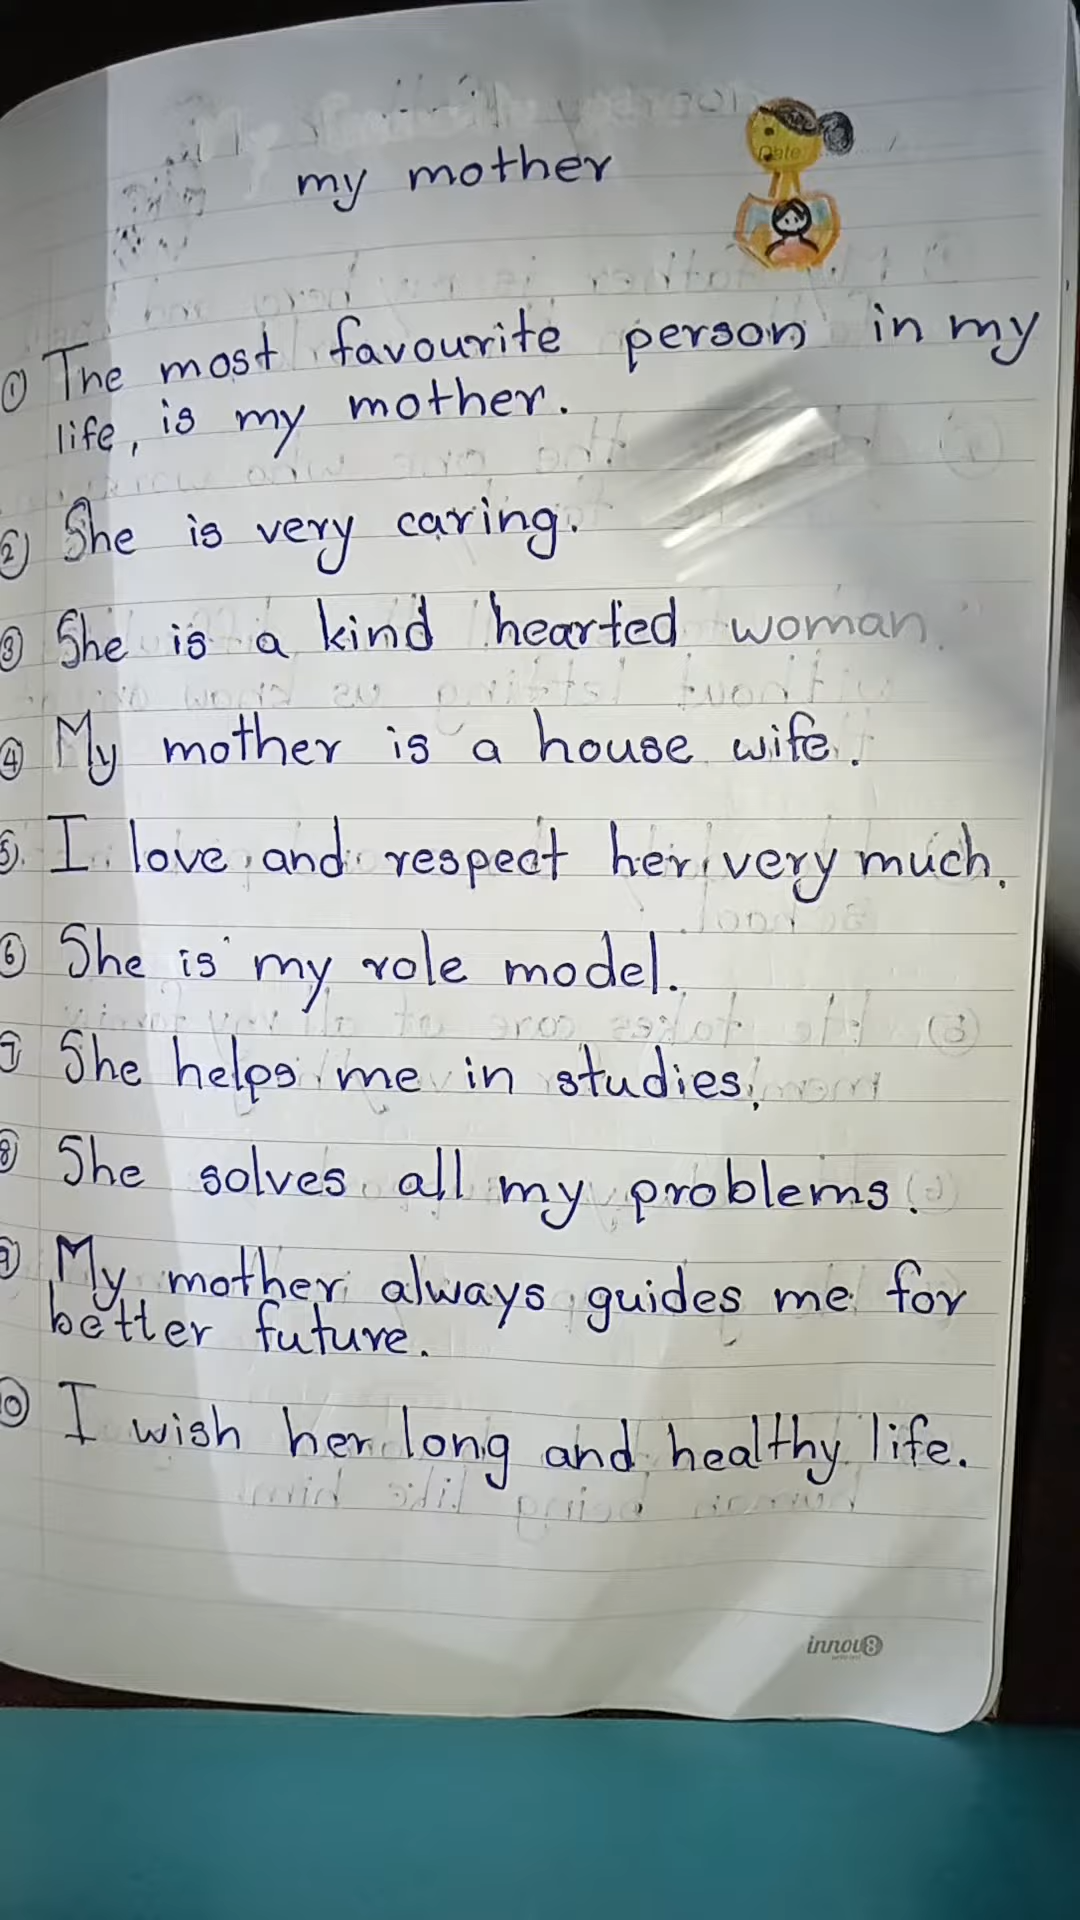 Date
my mother
① The most favourite person in my
life, is my mother.
② She is very caring.
③ She is a kind hearted woman.
④ My mother is a house wife.
⑤. I love and respect her very much.
⑥ She is my role model.
⑦ She helps me in studies.
⑧ She solves all my problems.
⑨ My mother always guides me for
better future.
⑩ I wish her long and healthy life.
innov8